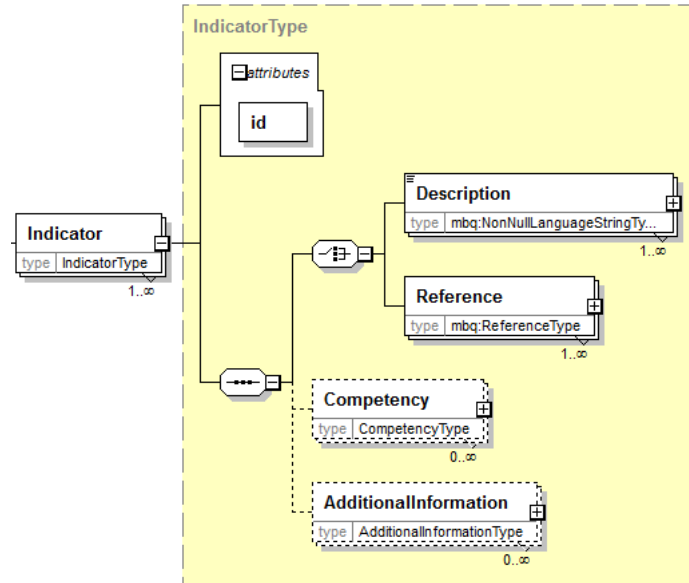 IndicatorType
attributes
id
Description
type mbq:NonNullLanguageStringTy...
1..∞
Indicator
type IndicatorType
1..∞
Reference
type mbq:ReferenceType
1..∞
Competency
type CompetencyType
0..∞
AdditionalInformation
type AdditionalInformationType
0..∞